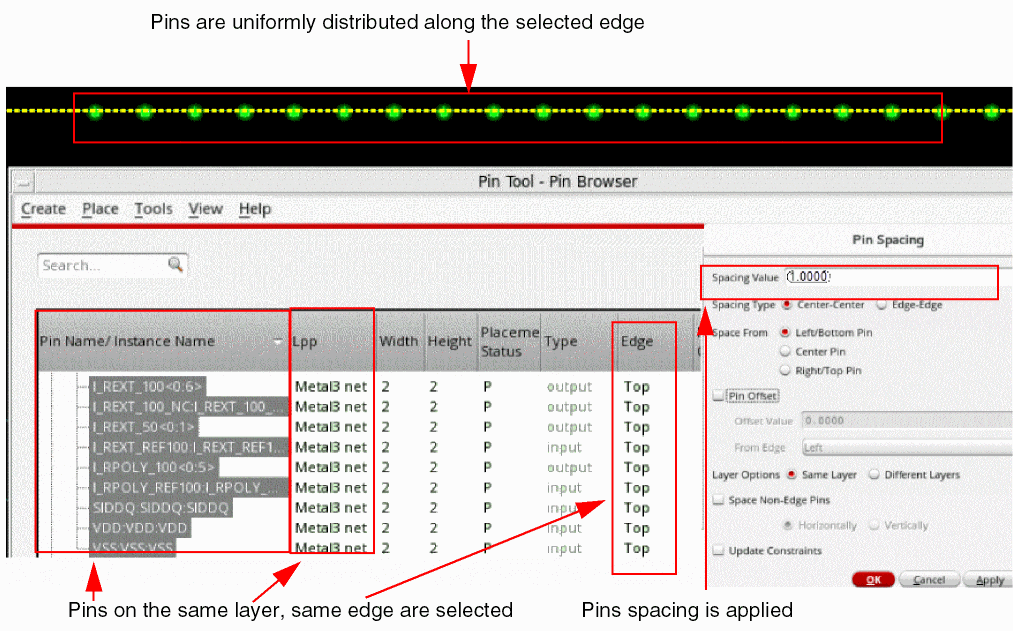 Pins are uniformly distributed along the selected edge
Pin Tool - Pin Browser
Create Place Tools View Help
Search...
Pin Name/ Instance Name Lpp Width Height Placeme Status Type Edge
I_REXT_100<0:6> Metal3 net 2 2 P output Top
I_REXT_100_NC:I_REXT_100_... Metal3 net 2 2 P output Top
I_REXT_50<0:1> Metal3 net 2 2 P output Top
I_REXT_REF100:I_REXT_REF1... Metal3 net 2 2 P input Top
I_RPOLY_100<0:5> Metal3 net 2 2 P output Top
I_RPOLY_REF100:I_RPOLY_... Metal3 net 2 2 P input Top
SIDDQ:SIDDQ:SIDDQ Metal3 net 2 2 P input Top
VDD:VDD:VDD Metal3 net 2 2 P input Top
VSS:VSS:VSS Metal3 net 2 2 P input Top
Pin Spacing
Spacing Value 1.0000
Spacing Type Center-Center Edge-Edge
Space From Left/Bottom Pin
Center Pin
Right/Top Pin
Pin Offset
Offset Value 0.0000
From Edge Left
Layer Options Same Layer Different Layers
Space Non-Edge Pins
Horizontally Vertically
Update Constraints
OK Cancel Apply
Pins on the same layer, same edge are selected
Pins spacing is applied